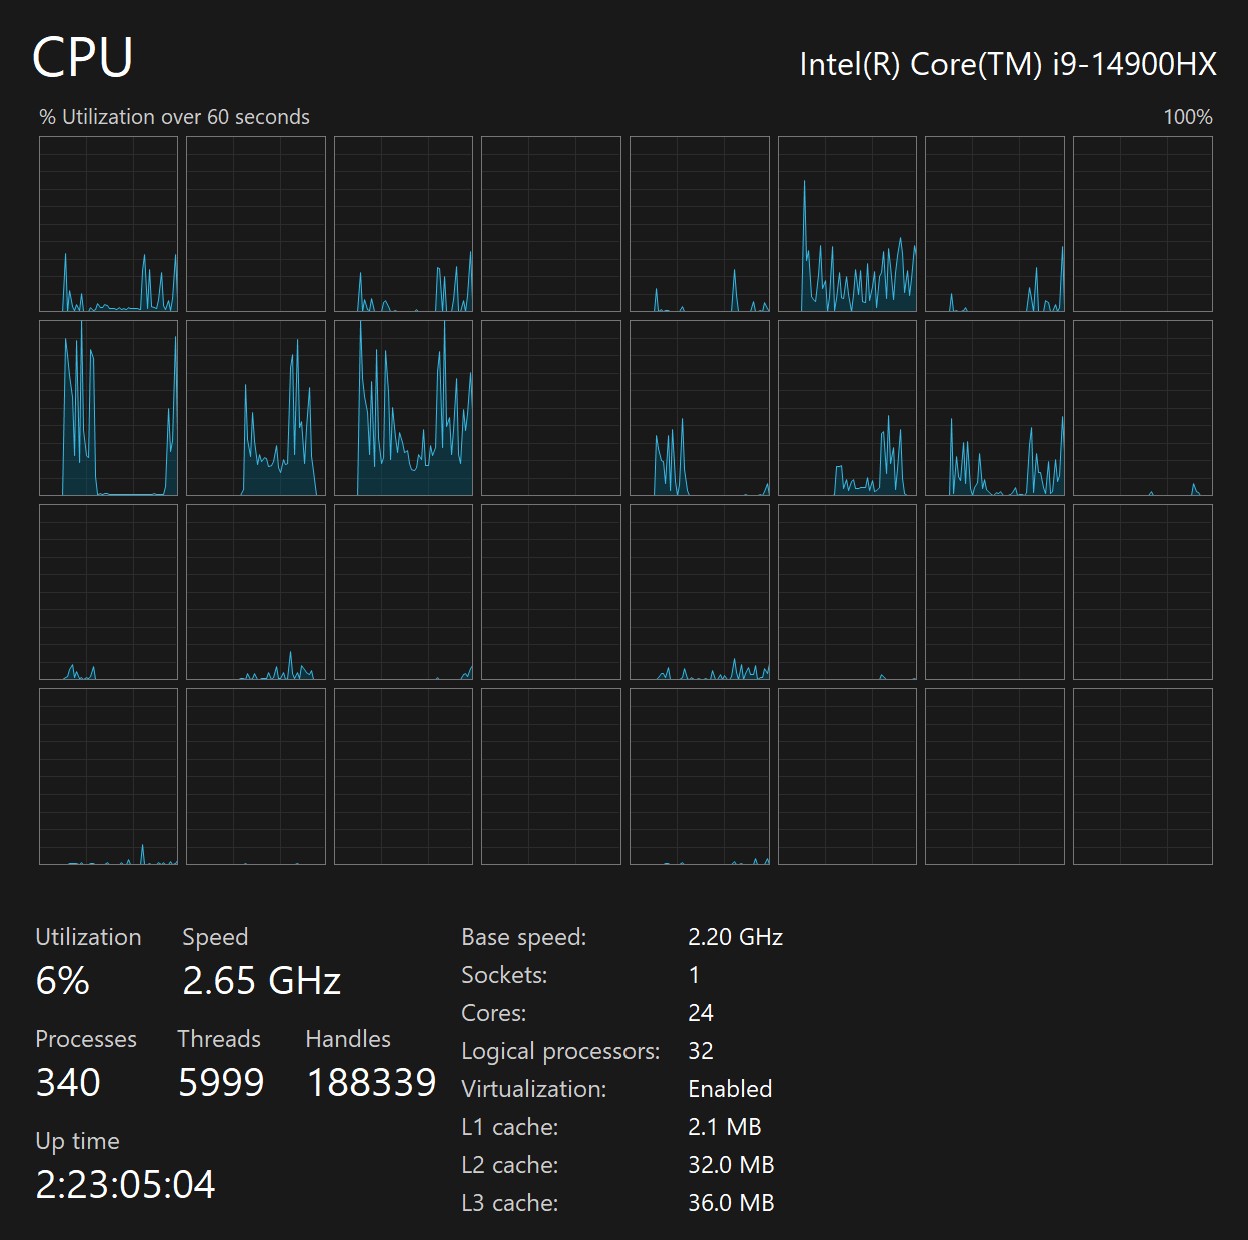 CPU
Intel(R) Core(TM) i9-14900HX
% Utilization over 60 seconds
100%
Utilization
Speed
6%
2.65 GHz
Processes
Threads
Handles
340
5999
188339
Up time
2:23:05:04
Base speed:
2.20 GHz
Sockets:
1
Cores:
24
Logical processors:
32
Virtualization:
Enabled
L1 cache:
2.1 MB
L2 cache:
32.0 MB
L3 cache:
36.0 MB